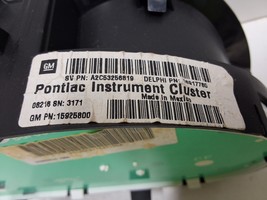 GM
SV PN: A2C53256819
DELPHI PN:
Pontiac Instrument Cluster
08216 SN: 3171
Made in Mexico
GM PN: 15925800